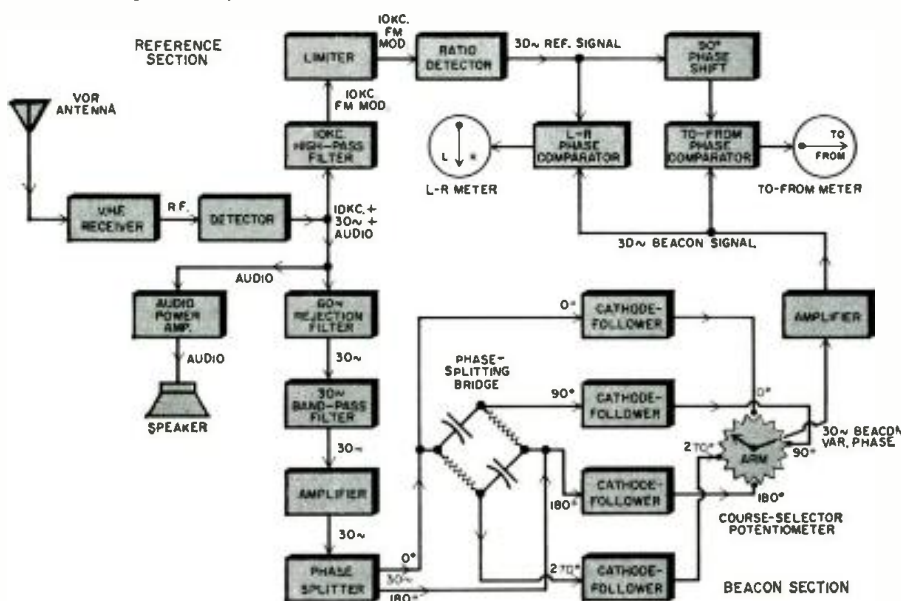 REFERENCE
SECTION
VOR
ANTENNA
V.H.F.
RECEIVER
R.F.
DETECTOR
10KC.+
30~+
AUDIO
10KC.
HIGH-PASS
FILTER
10KC
FM MOD.
LIMITER
10KC.
FM
MOD
RATIO
DETECTOR
30~ REF. SIGNAL
90°
PHASE
SHIFT
L-R
PHASE
COMPARATOR
L R
L-R METER
TO-FROM
PHASE
COMPARATOR
TO
FROM
TO-FROM METER
30~ BEACON SIGNAL
AUDIO
AUDIO
POWER
AMP.
AUDIO
SPEAKER
60~
REJECTION
FILTER
30~
30~
BAND-PASS
FILTER
30~
AMPLIFIER
30~
PHASE
SPLITTER
0°
30~
180°
PHASE-
SPLITTING
BRIDGE
0°
CATHODE-
FOLLOWER
90°
CATHODE-
FOLLOWER
180°
CATHODE-
FOLLOWER
270°
CATHODE-
FOLLOWER
AMPLIFIER
0°
90°
270°
180°
ARM
30~ BEACON
VAR. PHASE
COURSE-SELECTOR
POTENTIOMETER
BEACON SECTION